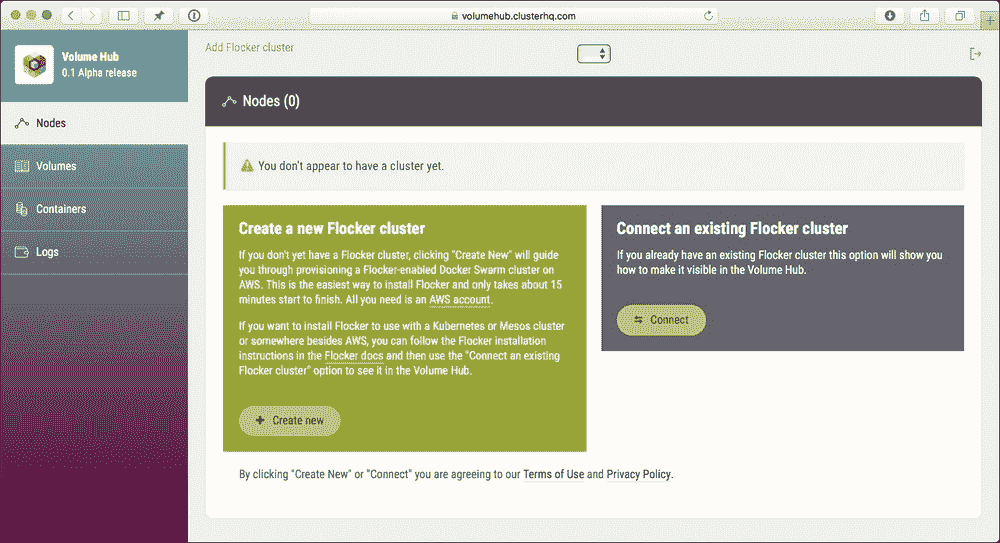 volumehub.clusterhq.com
Volume Hub
0.1 Alpha release
Add Flocker cluster
Nodes
Volumes
Containers
Logs
Nodes (0)
You don't appear to have a cluster yet.
Create a new Flocker cluster
If you don't yet have a Flocker cluster, clicking "Create New" will guide
you through provisioning a Flocker-enabled Docker Swarm cluster on
AWS. This is the easiest way to install Flocker and only takes about 15
minutes start to finish. All you need is an AWS account.
If you want to install Flocker to use with a Kubernetes or Mesos cluster
or somewhere besides AWS, you can follow the Flocker installation
instructions in the Flocker docs and then use the "Connect an existing
Flocker cluster" option to see it in the Volume Hub.
+ Create new
Connect an existing Flocker cluster
If you already have an existing Flocker cluster this option will show you
how to make it visible in the Volume Hub.
Connect
By clicking "Create New" or "Connect" you are agreeing to our Terms of Use and Privacy Policy.